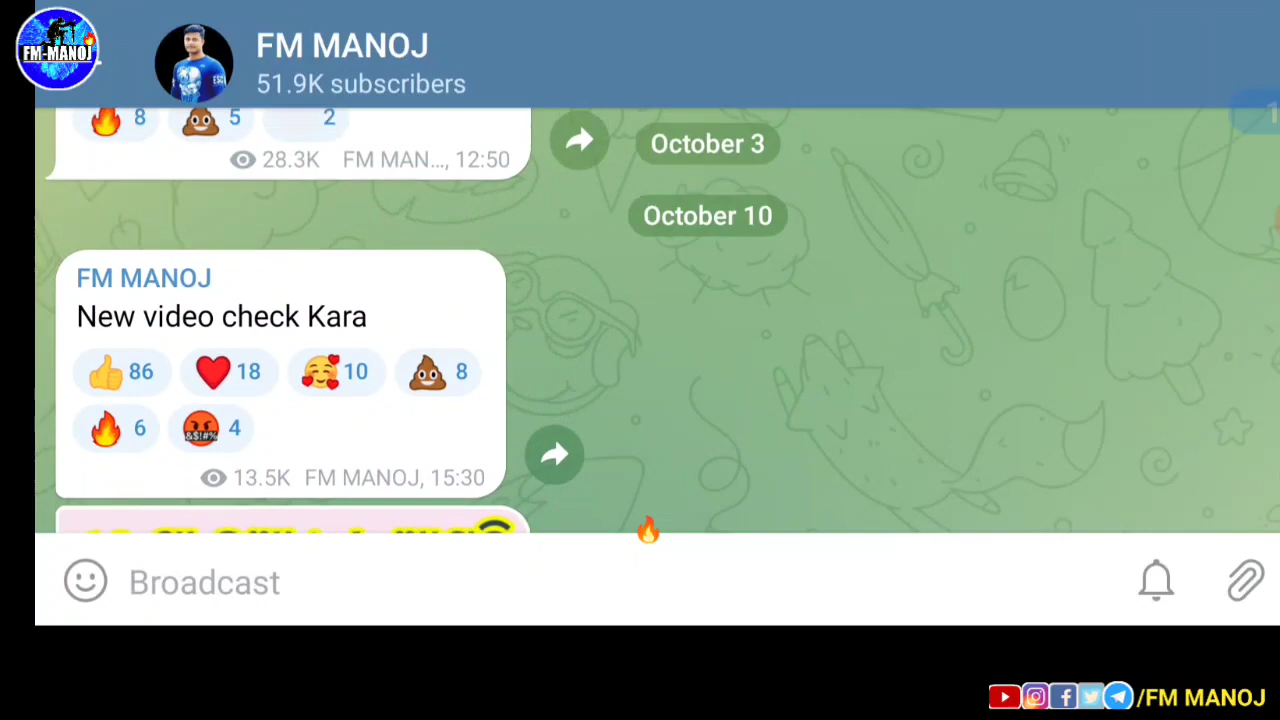 FM-MANOJ
FM MANOJ
51.9K subscribers
8 5 2
28.3K FM MAN..., 12:50
October 3
October 10
FM MANOJ
New video check Kara
86 18 10 8
6 4
13.5K FM MANOJ, 15:30
Broadcast
/FM MANOJ